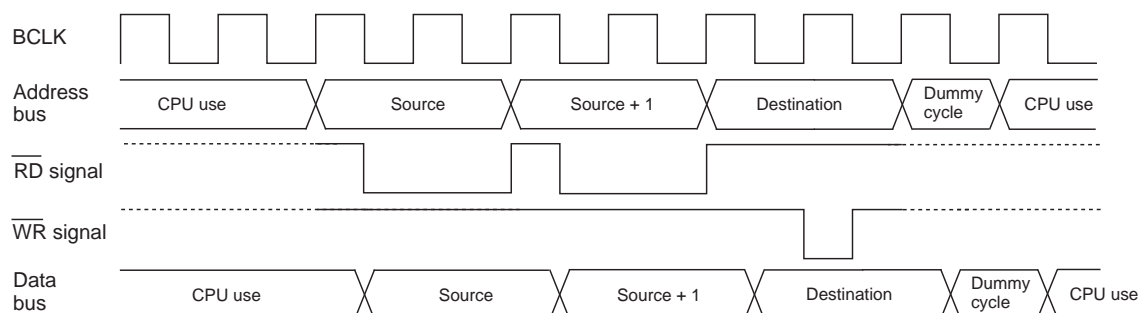 BCLK
Address
bus
CPU use
Source
Source + 1
Destination
Dummy
cycle
CPU use
RD signal
WR signal
Data
bus
CPU use
Source
Source + 1
Destination
Dummy
cycle
CPU use